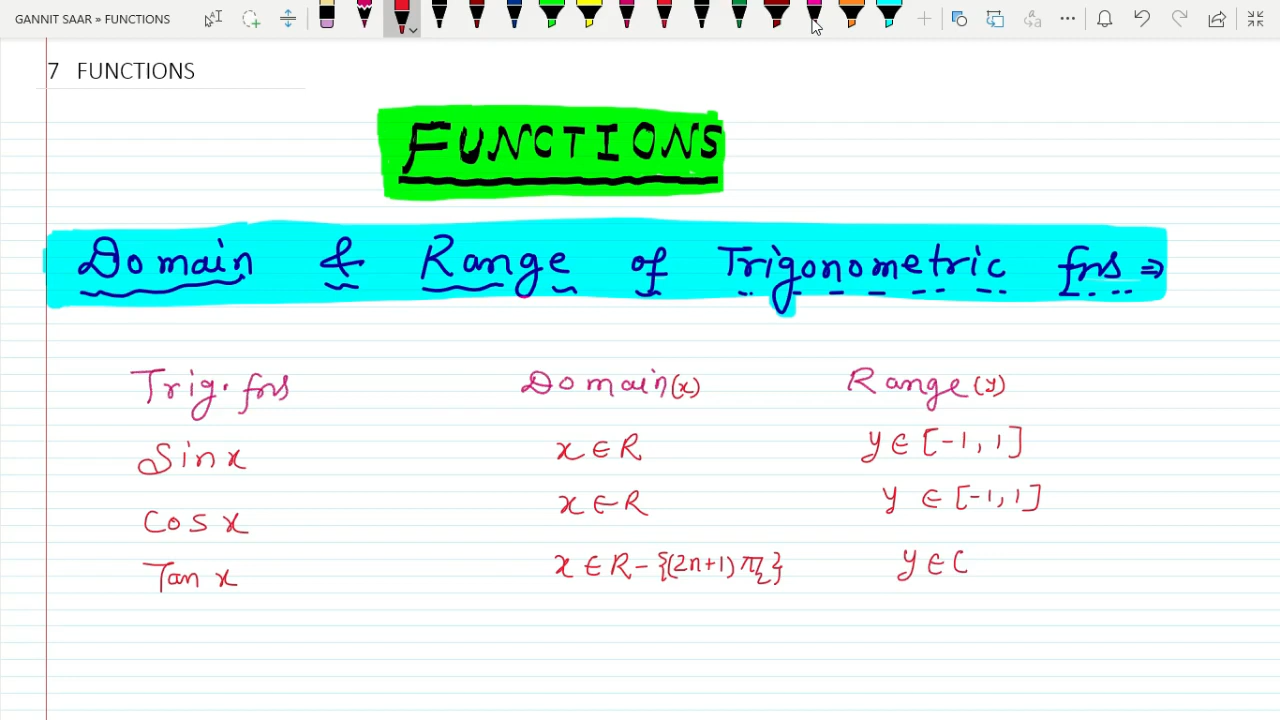 GANNIT SAAR » FUNCTIONS
7 FUNCTIONS
FUNCTIONS
Domain & Range of Trigonometric fns ⇒
Trig. fns Domain(x) Range(y)
Sin x x ∈ R y ∈ [-1, 1]
Cos x x ∈ R y ∈ [-1, 1]
Tan x x ∈ R - {(2n+1) π/2} y ∈ (